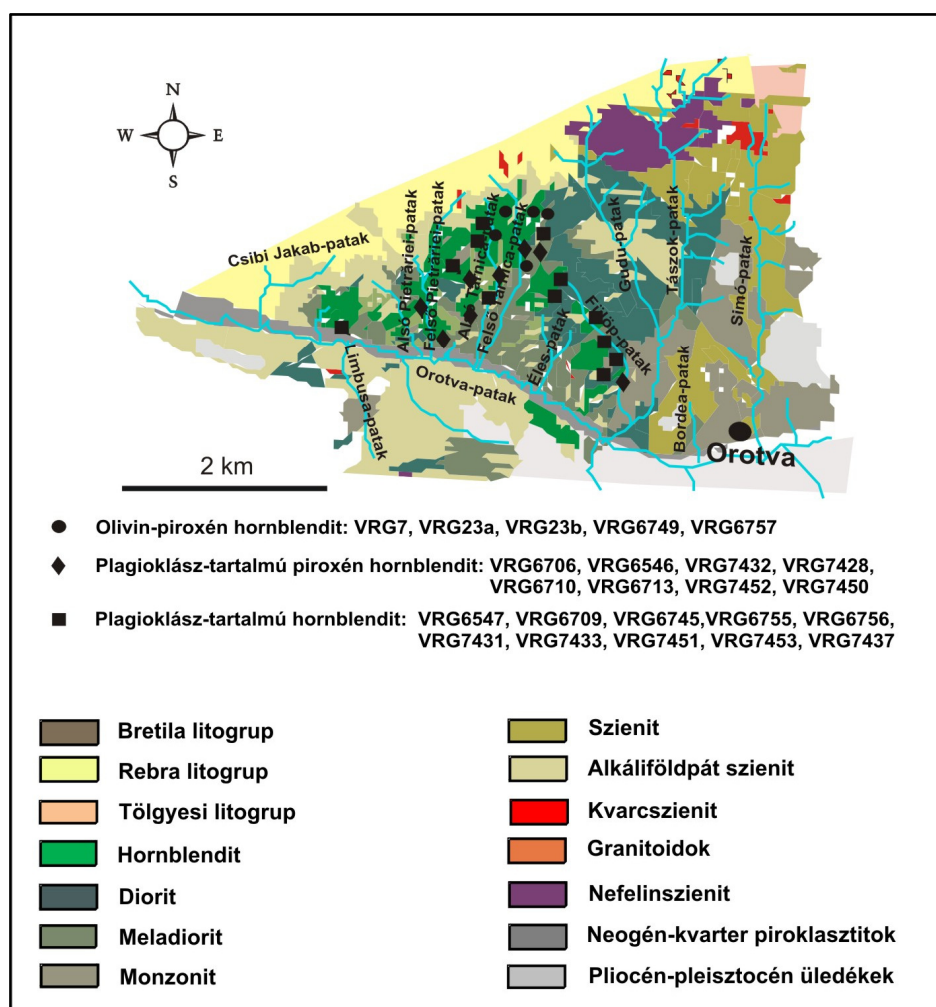 N
W E
S
Csibi Jakab-patak
Alsó Pietráriei-patak
Felső Pietráriei-patak
Alsó Tarnica-patak
Felső Tarnica-patak
Éles-patak
Fülöp-patak
Gudu-patak
Tászok-patak
Simó-patak
Bordea-patak
Limbusa-patak
Orotva-patak
Orotva
2 km
Olivin-piroxén hornblendit: VRG7, VRG23a, VRG23b, VRG6749, VRG6757
Plagioklász-tartalmú piroxén hornblendit: VRG6706, VRG6546, VRG7432, VRG7428,
VRG6710, VRG6713, VRG7452, VRG7450
Plagioklász-tartalmú hornblendit: VRG6547, VRG6709, VRG6745,VRG6755, VRG6756,
VRG7431, VRG7433, VRG7451, VRG7453, VRG7437
Bretila litogrup
Rebra litogrup
Tölgyesi litogrup
Hornblendit
Diorit
Meladiorit
Monzonit
Szienit
Alkáliföldpát szienit
Kvarcszienit
Granitoidok
Nefelinszienit
Neogén-kvarter piroklasztitok
Pliocén-pleisztocén üledékek